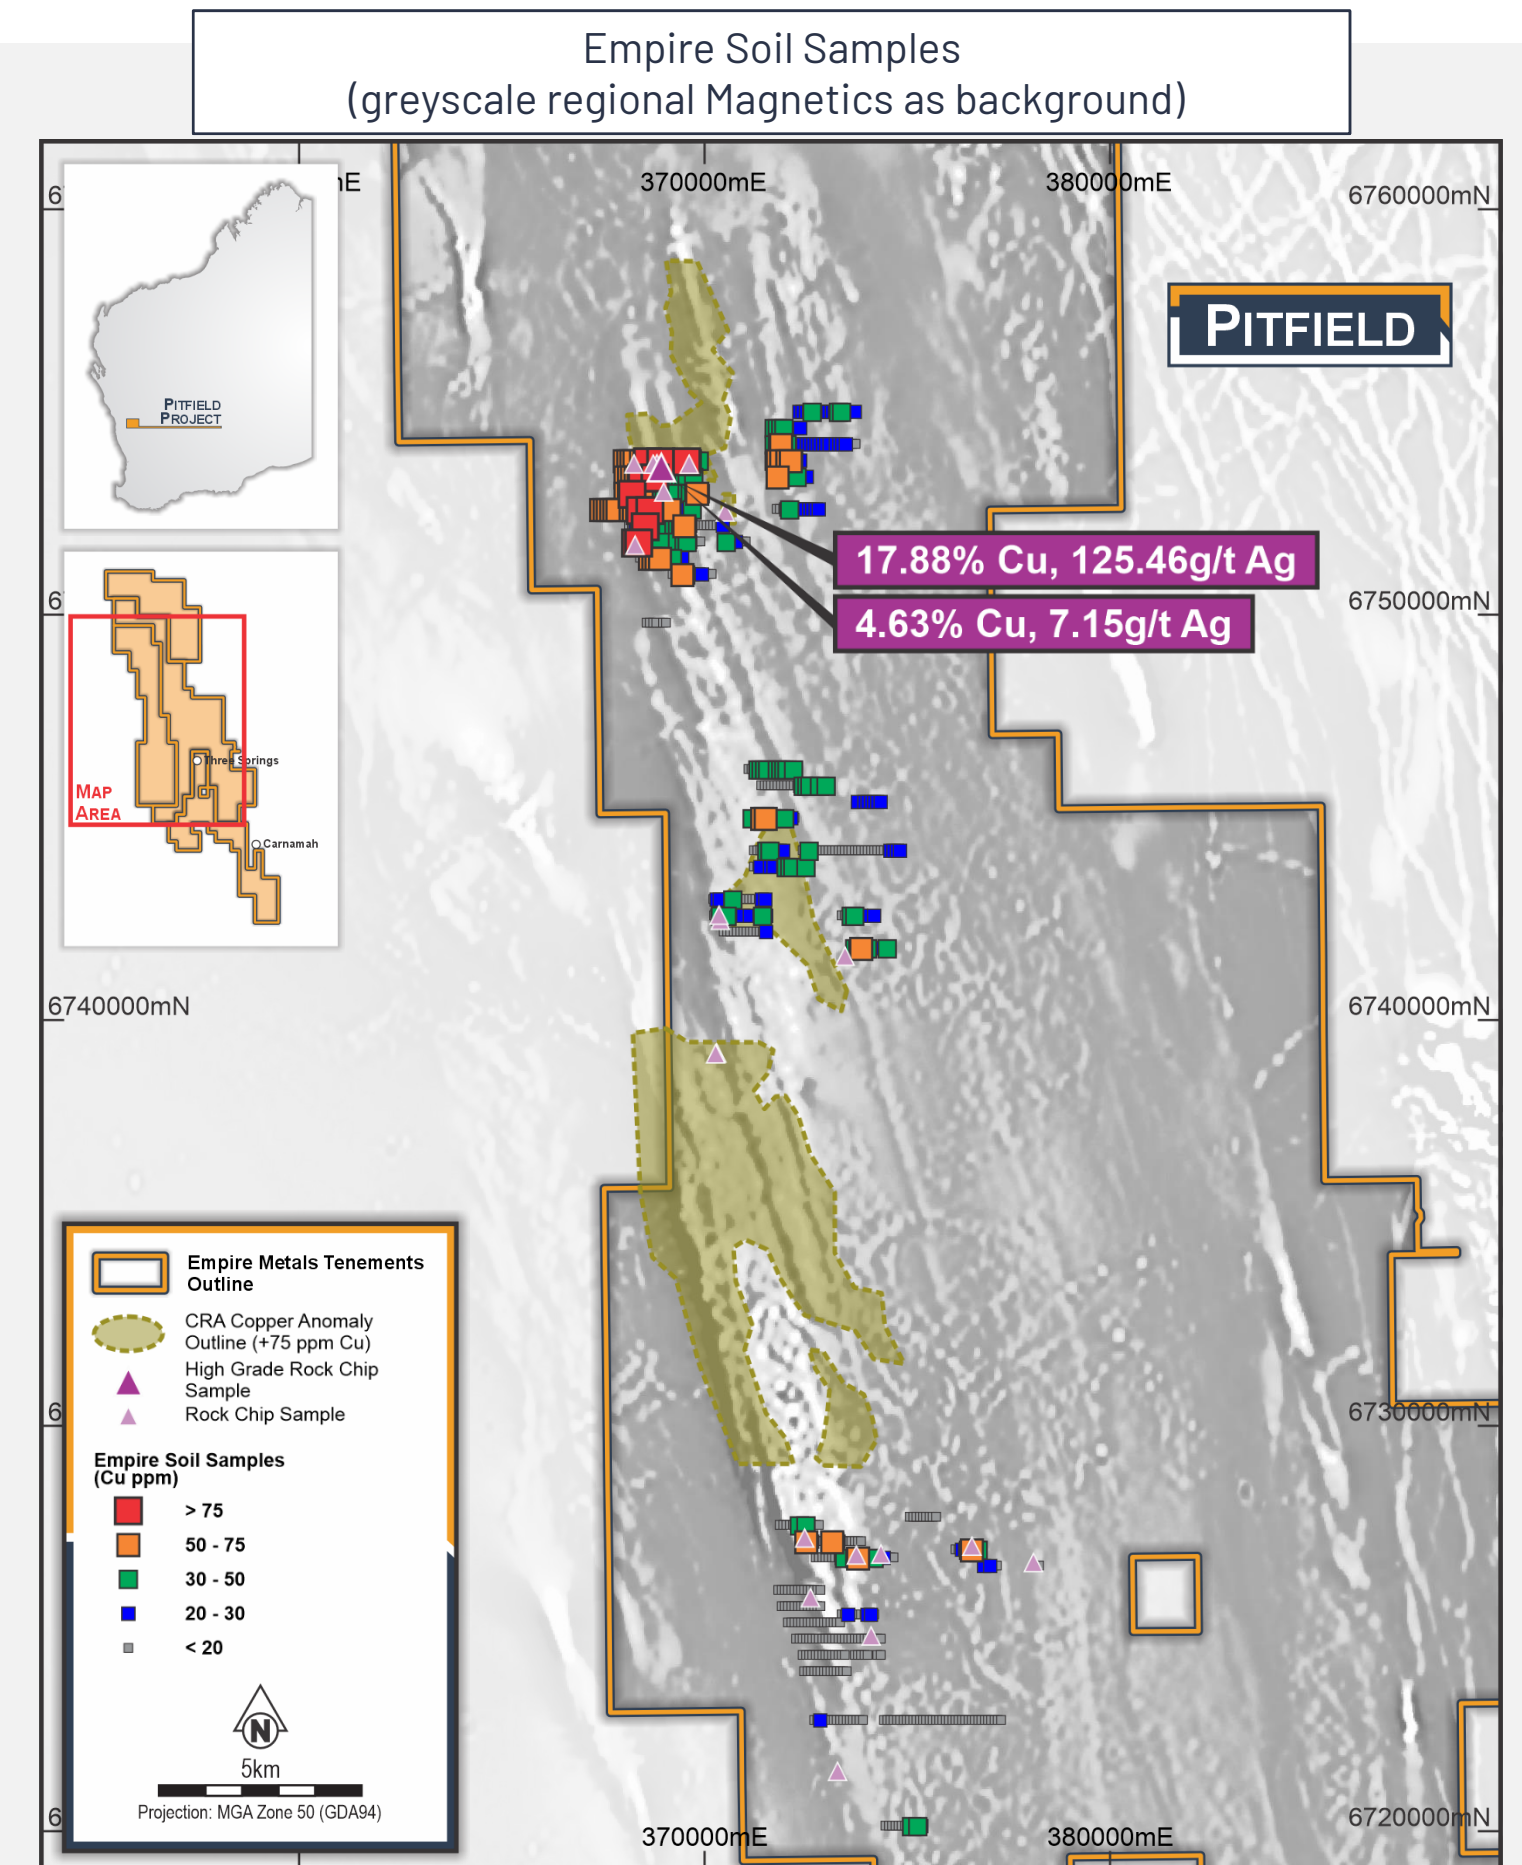 Empire Soil Samples
(greyscale regional Magnetics as background)
370000mE
380000mE
6760000mN
PITFIELD
PITFIELD
PROJECT
17.88% Cu, 125.46g/t Ag
4.63% Cu, 7.15g/t Ag
6750000mN
Three Springs
MAP
AREA
Carnamah
6740000mN
6740000mN
Empire Metals Tenements
Outline
CRA Copper Anomaly
Outline (+75 ppm Cu)
High Grade Rock Chip
Sample
Rock Chip Sample
6730000mN
Empire Soil Samples
(Cu ppm)
> 75
50 - 75
30 - 50
20 - 30
< 20
N
5km
Projection: MGA Zone 50 (GDA94)
370000mE
380000mE
6720000mN